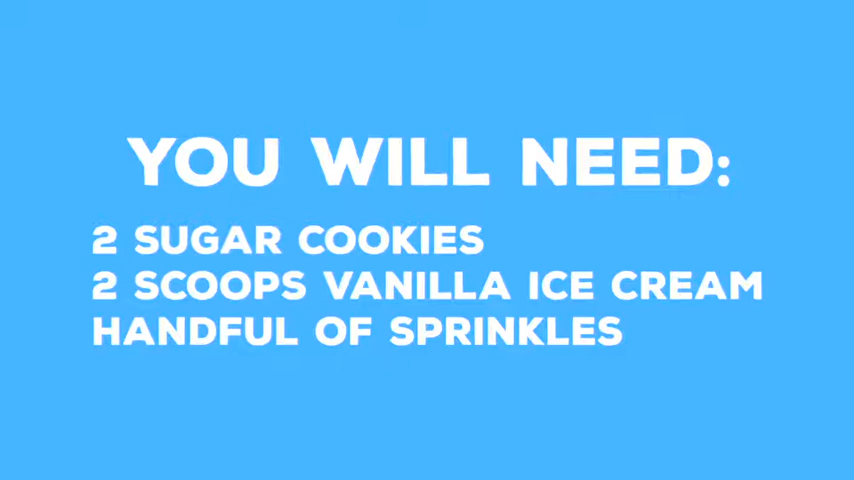 YOU WILL NEED:
2 SUGAR COOKIES
2 SCOOPS VANILLA ICE CREAM
HANDFUL OF SPRINKLES